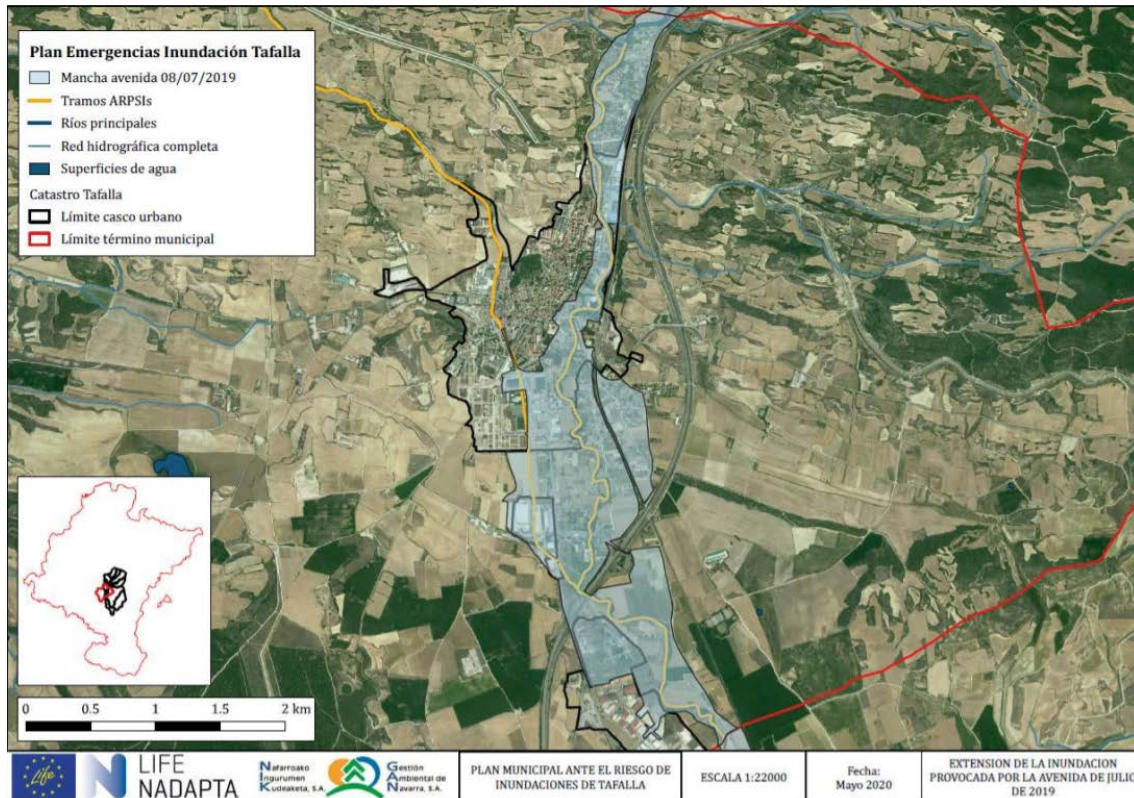 Plan Emergencias Inundación Tafalla
Mancha avenida 08/07/2019
Tramos ARPSIs
Ríos principales
Red hidrográfica completa
Superficies de agua
Catastro Tafalla
Límite casco urbano
Límite término municipal
0 0.5 1 1.5 2 km
Life
LIFE
NADAPTA
Nafarroako
Ingurumen
Kudeaketa, S.A.
Gestión
Ambiental de
Navarra, S.A.
PLAN MUNICIPAL ANTE EL RIESGO DE
INUNDACIONES DE TAFALLA
ESCALA 1:22000
Fecha:
Mayo 2020
EXTENSION DE LA INUNDACION
PROVOCADA POR LA AVENIDA DE JULIO
DE 2019